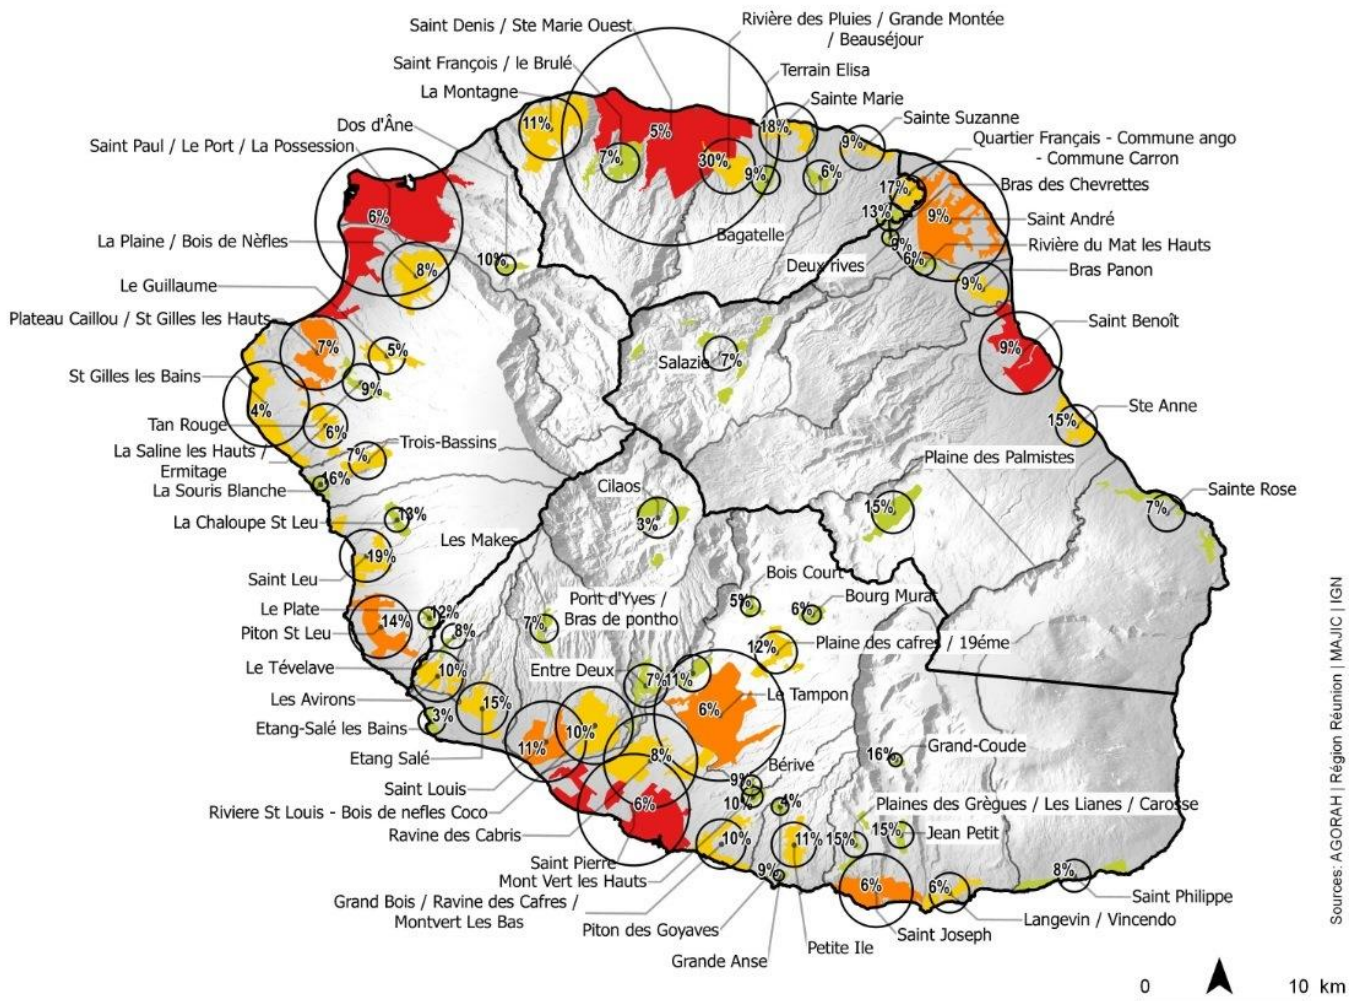 Saint Denis / Ste Marie Ouest
Rivière des Pluies / Grande Montée
/ Beauséjour
Saint François / le Brulé
Terrain Elisa
La Montagne
Sainte Marie
Dos d'Âne
Sainte Suzanne
Saint Paul / Le Port / La Possession
Quartier Français - Commune ango
- Commune Carron
11%
5%
18%
9%
7%
30%
9%
6%
17%
Bras des Chevrettes
6%
13%
9%
Saint André
La Plaine / Bois de Nèfles
Bagatelle
9%
Rivière du Mat les Hauts
10%
Deux rives
6%
Bras Panon
8%
Le Guillaume
9%
Plateau Caillou / St Gilles les Hauts
Saint Benoît
7%
5%
Salazie
7%
9%
St Gilles les Bains
9%
4%
Ste Anne
15%
Tan Rouge
6%
Trois-Bassins
La Saline les Hauts /
Ermitage
7%
Plaine des Palmistes
16%
La Souris Blanche
Cilaos
Sainte Rose
La Chaloupe St Leu
13%
3%
15%
7%
Les Makes
19%
Saint Leu
Bois Court
Le Plate
12%
Pont d'Yves /
Bras de pontho
5%
6%
Bourg Murat
Piton St Leu
14%
8%
7%
12%
Plaine des cafres / 19éme
Le Tévelave
10%
Entre Deux
7%
11%
Le Tampon
Les Avirons
15%
6%
Etang-Salé les Bains
3%
10%
Etang Salé
11%
8%
Grand-Coude
16%
Saint Louis
Bérive
9%
Riviere St Louis - Bois de nefles Coco
6%
10%
4%
Plaines des Grègues / Les Lianes / Carosse
Ravine des Cabris
10%
11%
15%
15%
Jean Petit
Saint Pierre
Mont Vert les Hauts
9%
6%
6%
8%
Saint Philippe
Grand Bois / Ravine des Cafres /
Montvert Les Bas
Langevin / Vincendo
Piton des Goyaves
Saint Joseph
Petite Ile
Grande Anse
0
10 km
Sources: AGORAH | Région Réunion | MAJIC | IGN